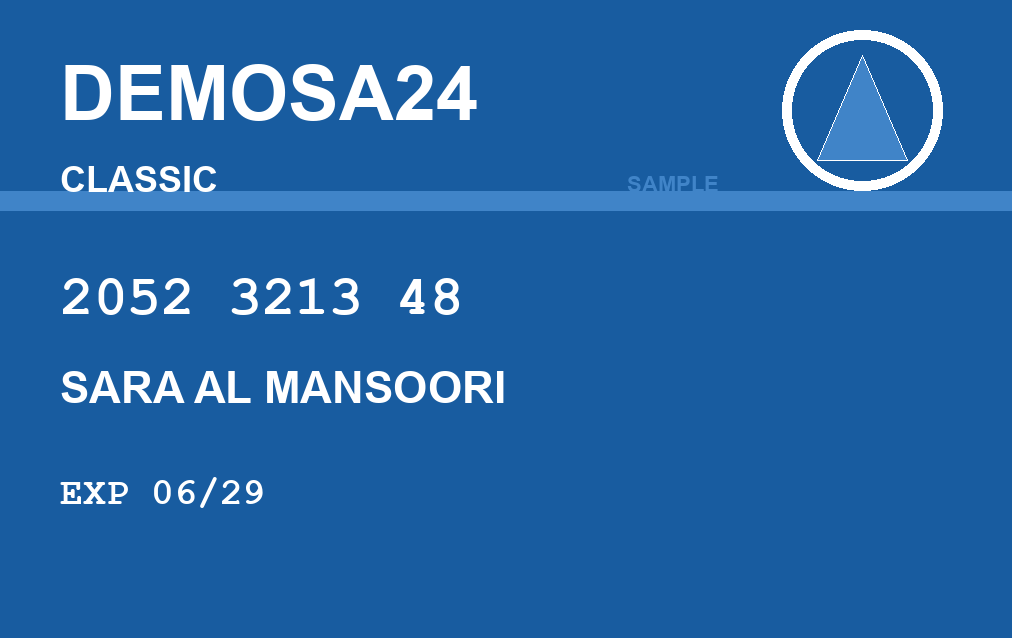 DEMOSA24
CLASSIC
SAMPLE
2052 3213 48
SARA AL MANSOORI
EXP 06/29